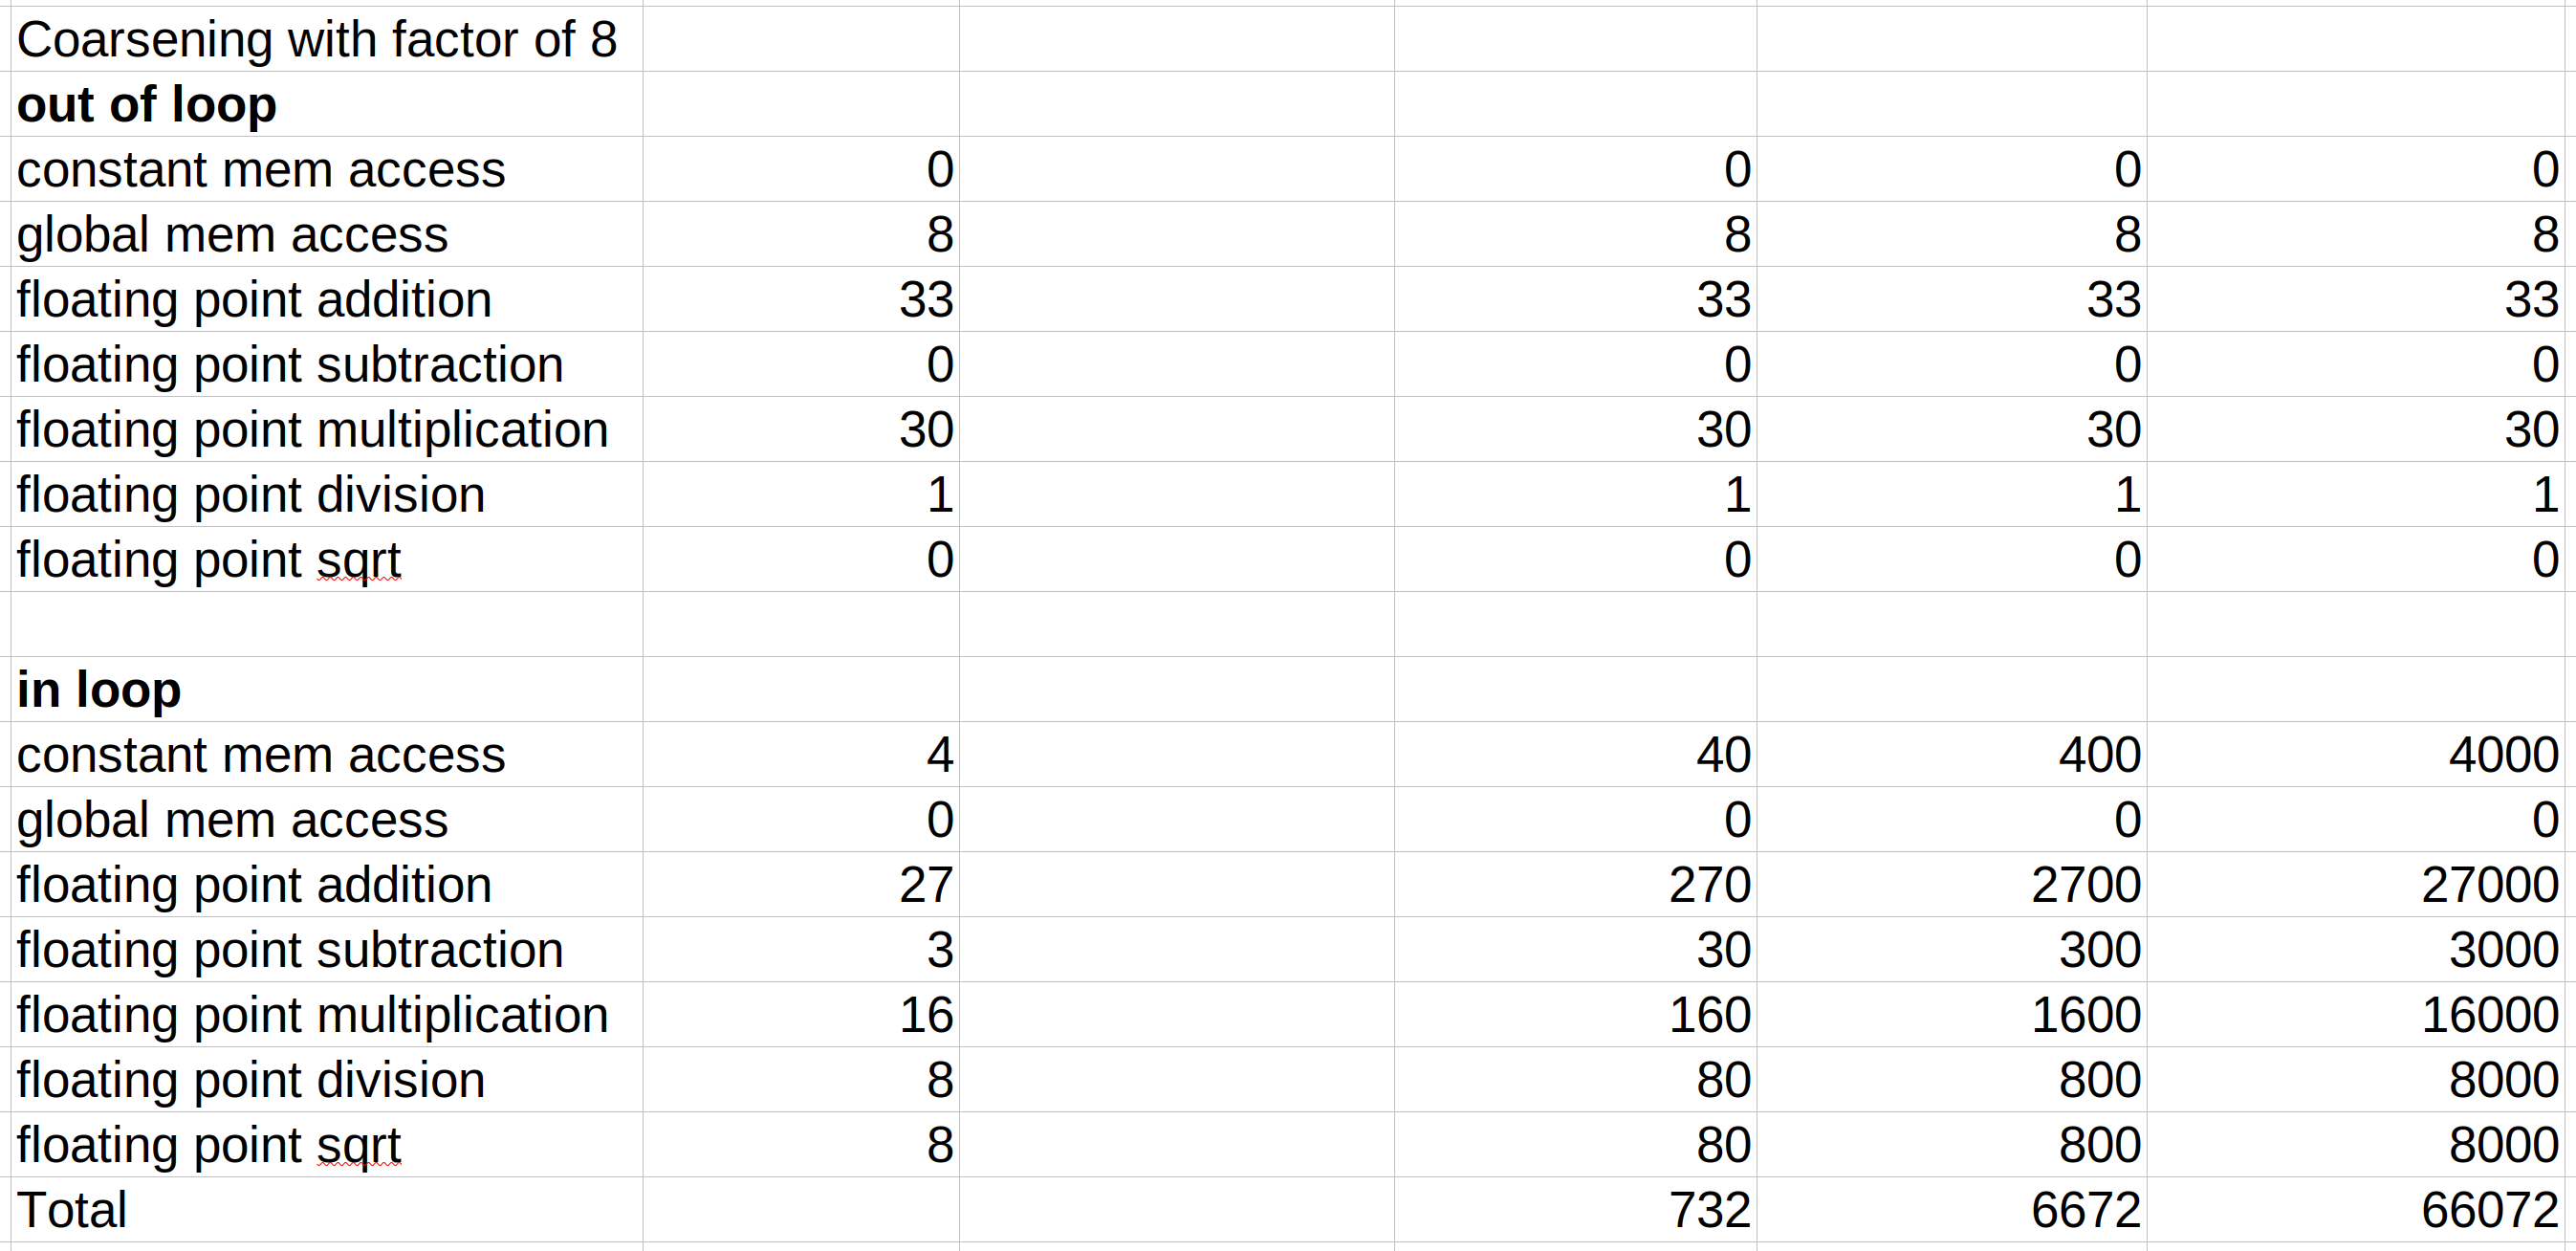 Coarsening with factor of 8
out of loop
constant mem access 0 0 0 0
global mem access 8 8 8 8
floating point addition 33 33 33 33
floating point subtraction 0 0 0 0
floating point multiplication 30 30 30 30
floating point division 1 1 1 1
floating point sqrt 0 0 0 0
in loop
constant mem access 4 40 400 4000
global mem access 0 0 0 0
floating point addition 27 270 2700 27000
floating point subtraction 3 30 300 3000
floating point multiplication 16 160 1600 16000
floating point division 8 80 800 8000
floating point sqrt 8 80 800 8000
Total 732 6672 66072